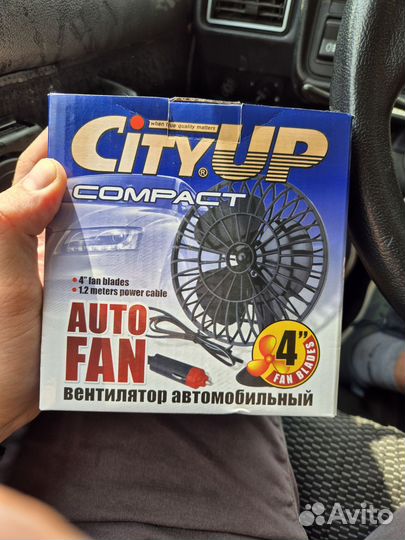 when true quality matters
CITYUP®
COMPACT
• 4" fan blades
• 1.2 meters power cable
AUTO
FAN
4"
FAN BLADES
вентилятор автомобильный
Avito